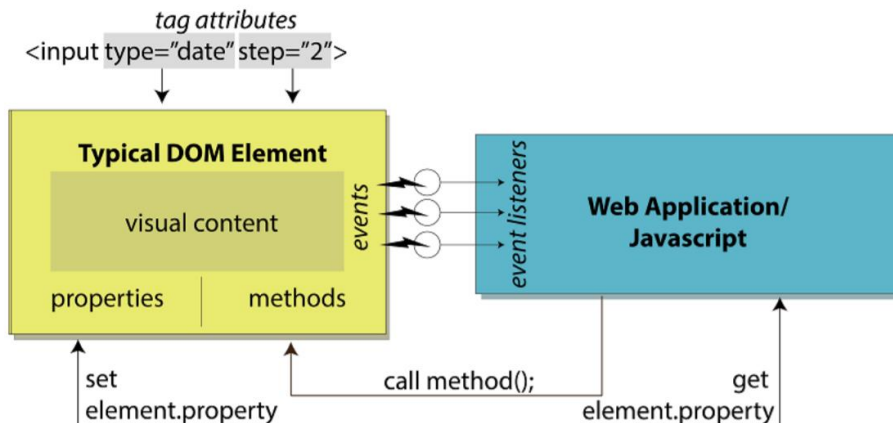 tag attributes
<input type=”date” step=”2”>
Typical DOM Element
visual content
events
properties
methods
event listeners
Web Application/
Javascript
set
element.property
call method();
get
element.property